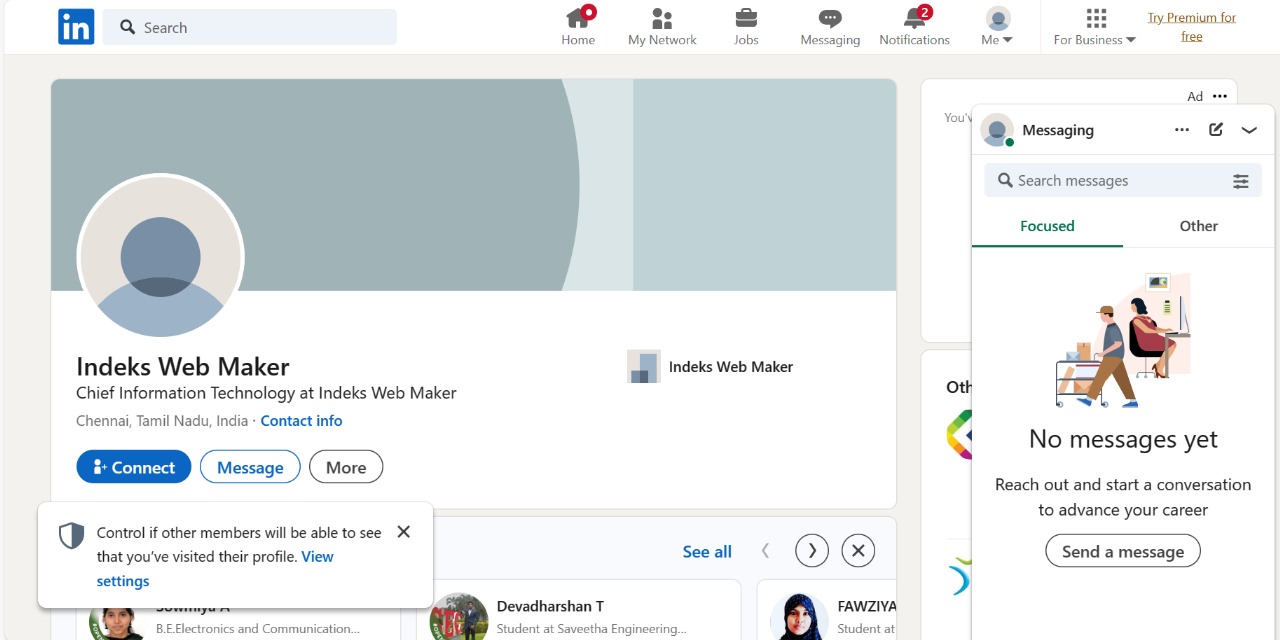 in
Search
Home
My Network
Jobs
Messaging
2
Notifications
Me
For Business
Try Premium for
free
Ad
Messaging
Search messages
Focused
Other
No messages yet
Reach out and start a conversation
to advance your career
Send a message
Indeks Web Maker
Chief Information Technology at Indeks Web Maker
Chennai, Tamil Nadu, India · Contact info
Indeks Web Maker
Connect
Message
More
Control if other members will be able to see
that you've visited their profile. View
settings
See all
Sowmiya A
B.E.Electronics and Communication...
Devadharshan T
Student at Saveetha Engineering...
FAWZIYA
Student at